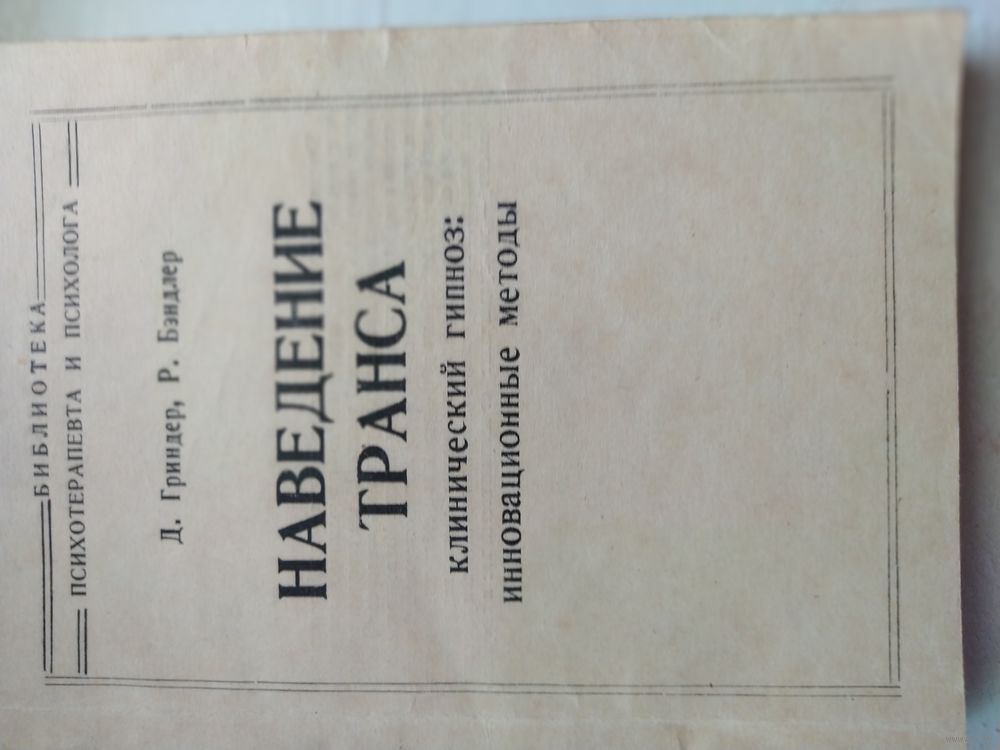 БИБЛИОТЕКА
ПСИХОТЕРАПЕВТА И ПСИХОЛОГА
Д. Гриндер, Р. Бэндлер
НАВЕДЕНИЕ
ТРАНСА
клинический гипноз:
инновационные методы